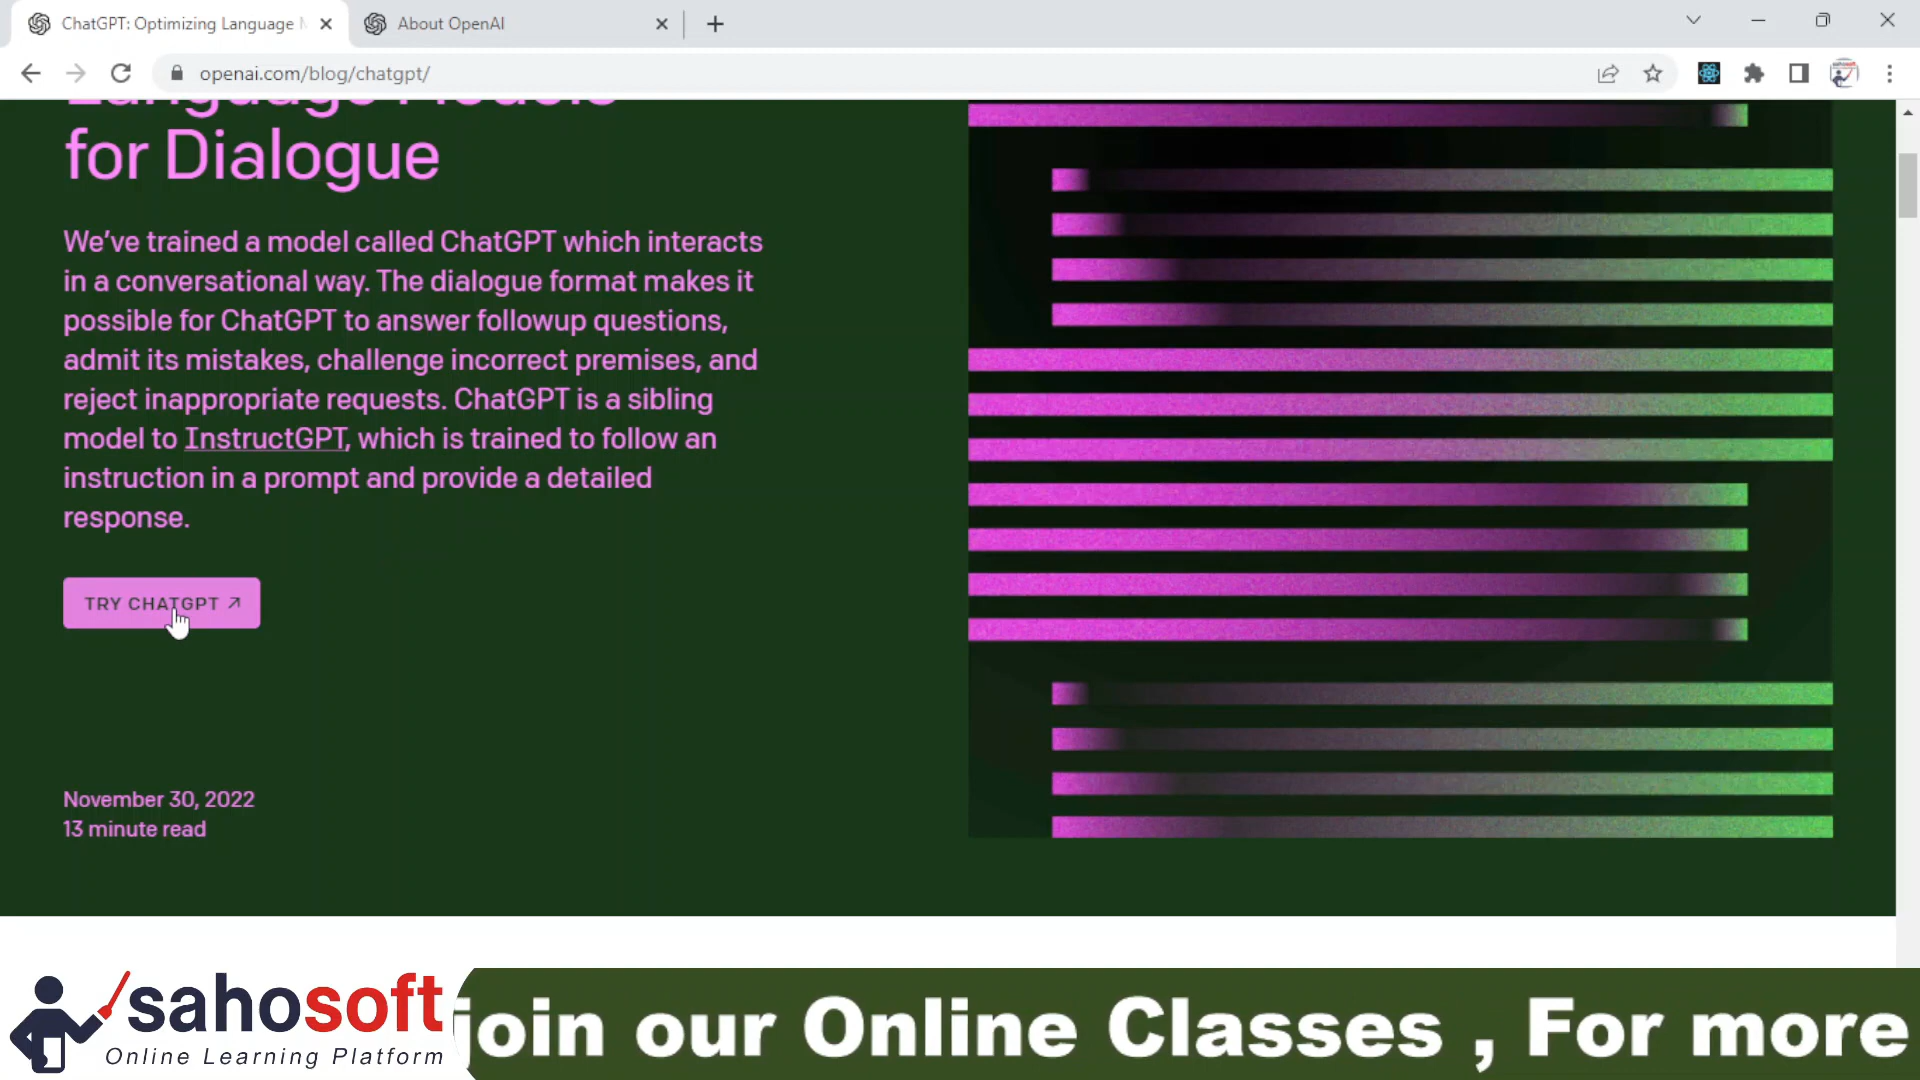 ChatGPT: Optimizing Language
About OpenAI
openai.com/blog/chatgpt/
Language Models
for Dialogue
We’ve trained a model called ChatGPT which interacts
in a conversational way. The dialogue format makes it
possible for ChatGPT to answer followup questions,
admit its mistakes, challenge incorrect premises, and
reject inappropriate requests. ChatGPT is a sibling
model to InstructGPT, which is trained to follow an
instruction in a prompt and provide a detailed
response.
TRY CHATGPT ↗
November 30, 2022
13 minute read
sahosoft
Online Learning Platform
join our Online Classes , For more